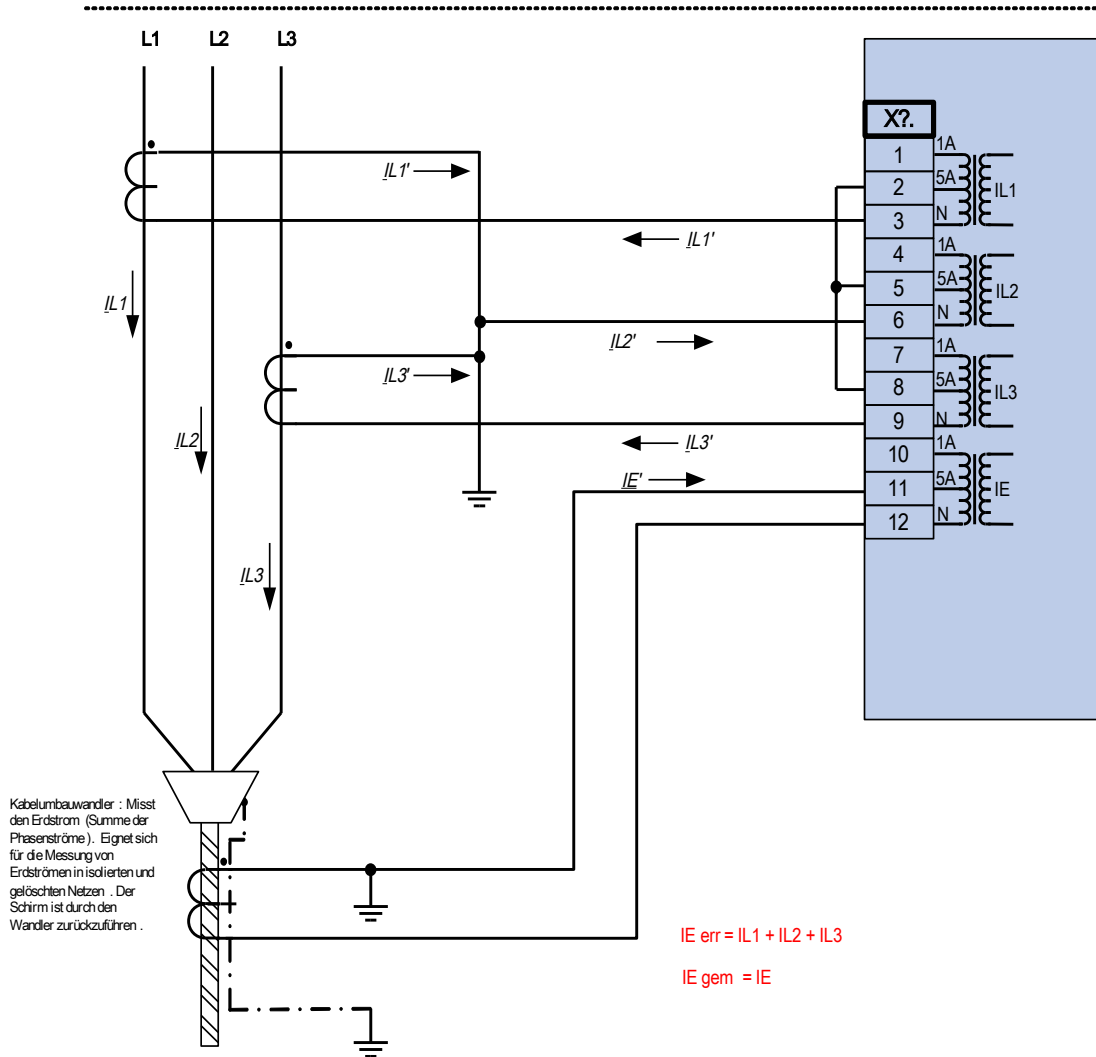 L1 L2 L3
X?.
1 1A
2 5A IL1
3 N
4 1A
5 5A IL2
6 N
7 1A
8 5A IL3
9 N
10 1A
11 5A IE
12 N
IL1'
IL1'
IL1
IL2'
IL3'
IL2
IL3'
IE'
IL3
Kabelumbauwandler : Misst
den Erdstrom (Summe der
Phasenströme ). Eignet sich
für die Messung von
Erdströmen in isolierten und
gelöschten Netzen . Der
Schirm ist durch den
Wandler zurückzuführen .
IE err = IL1 + IL2 + IL3
IE gem = IE